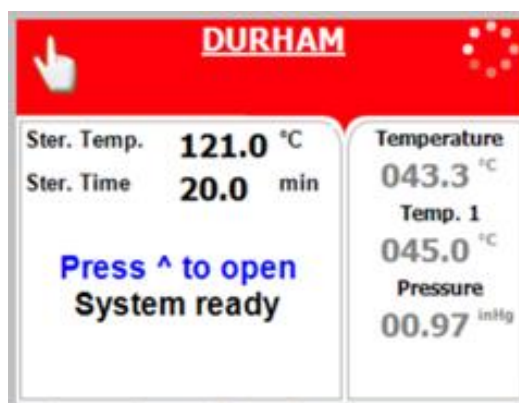 DURHAM
Ster. Temp. 121.0 °C
Ster. Time 20.0 min
Press ^ to open
System ready
Temperature
043.3 °C
Temp. 1
045.0 °C
Pressure
00.97 inHg